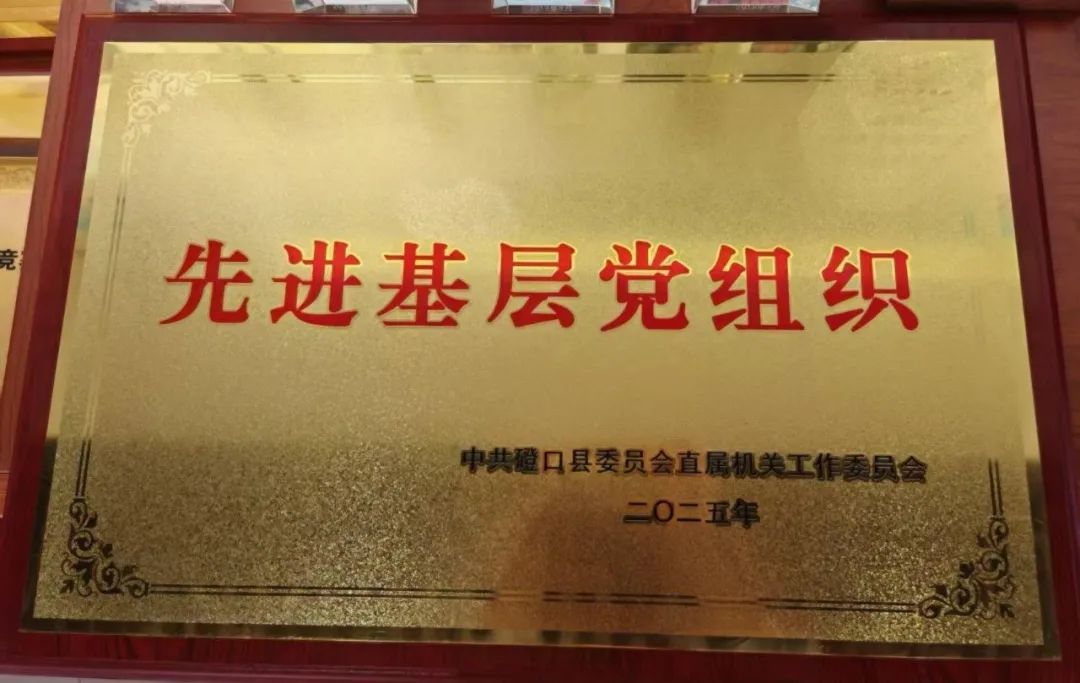 先进基层党组织
中共磴口县委员会直属机关工作委员会
二〇二五年
竞